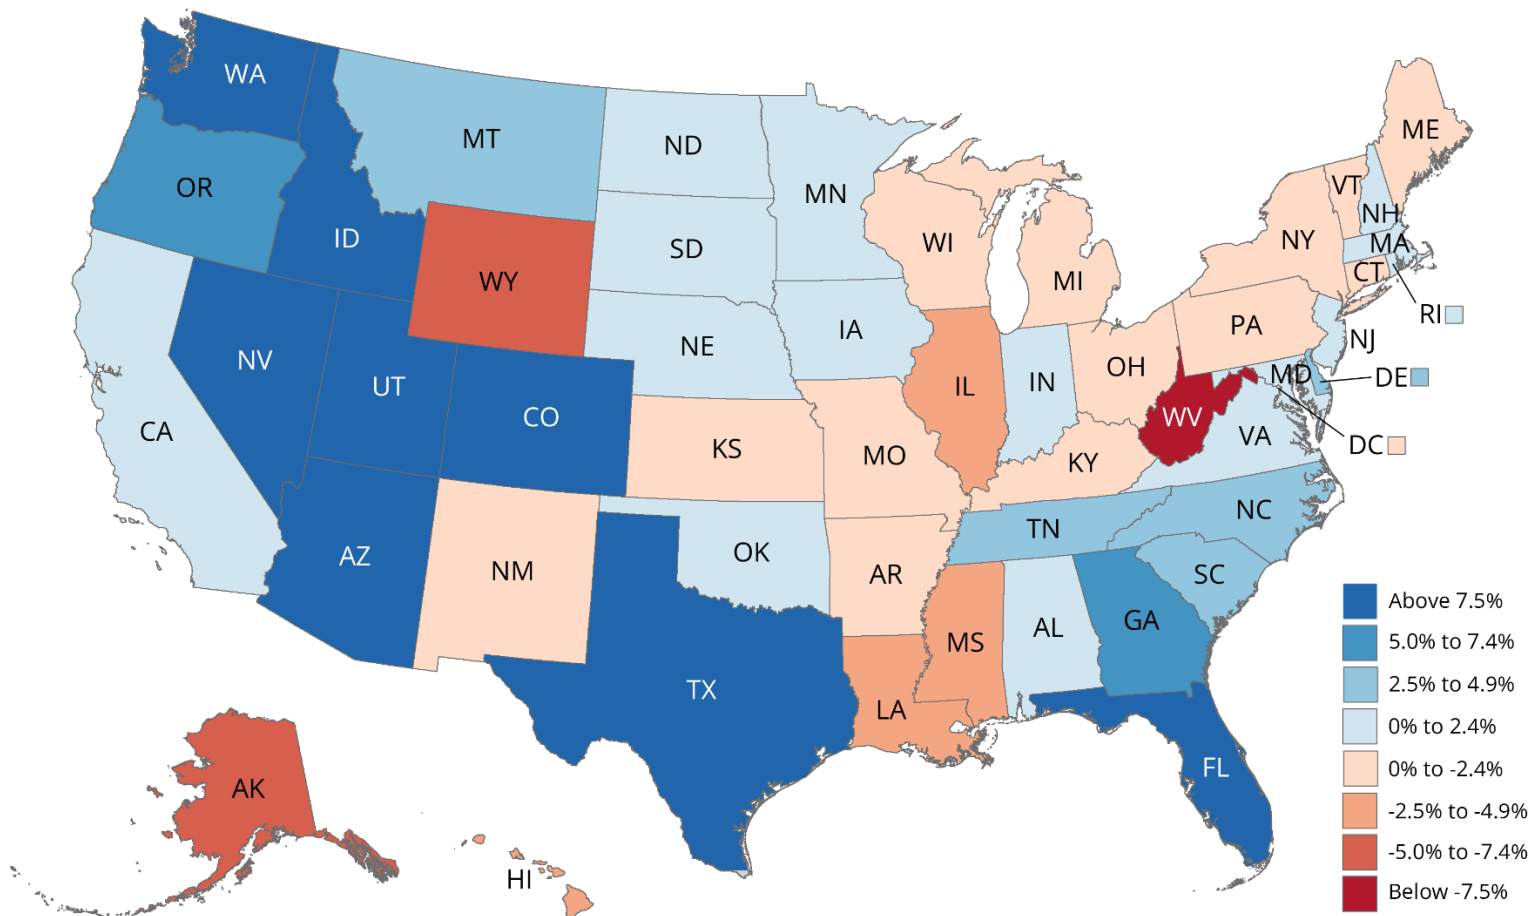 WA
MT
ND
ME
OR
MN
VT
NH
ID
SD
WI
NY
MA
WY
MI
CT
RI
IA
PA
NJ
NV
NE
OH
MD
DE
UT
IL
IN
CO
WV
CA
KS
MO
KY
VA
DC
AZ
NM
OK
AR
TN
NC
SC
TX
LA
MS
AL
GA
FL
AK
HI
Above 7.5%
5.0% to 7.4%
2.5% to 4.9%
0% to 2.4%
0% to -2.4%
-2.5% to -4.9%
-5.0% to -7.4%
Below -7.5%